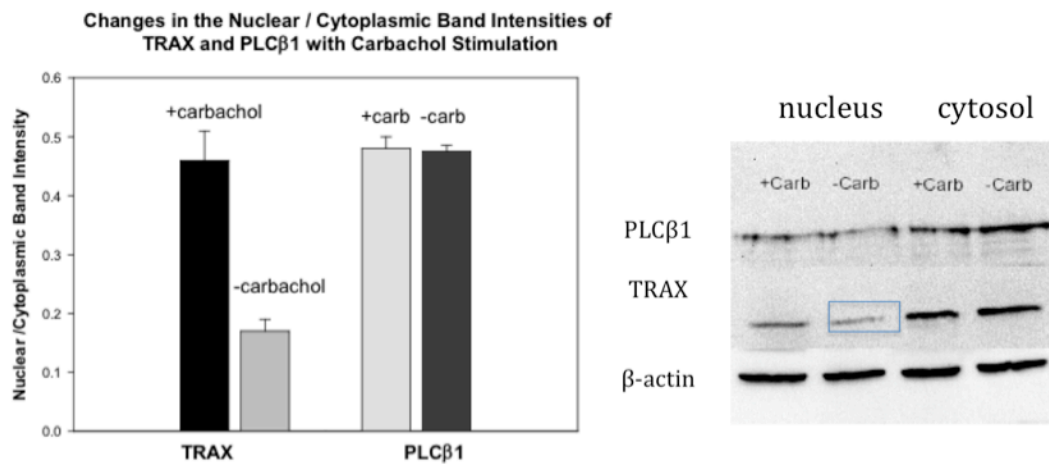 Changes in the Nuclear / Cytoplasmic Band Intensities of
TRAX and PLCβ1 with Carbachol Stimulation
Nuclear /Cytoplasmic Band Intensity
0.6
0.5
0.4
0.3
0.2
0.1
0.0
+carbachol
-carbachol
+carb -carb
TRAX PLCβ1
nucleus cytosol
+Carb -Carb +Carb -Carb
PLCβ1
TRAX
β-actin